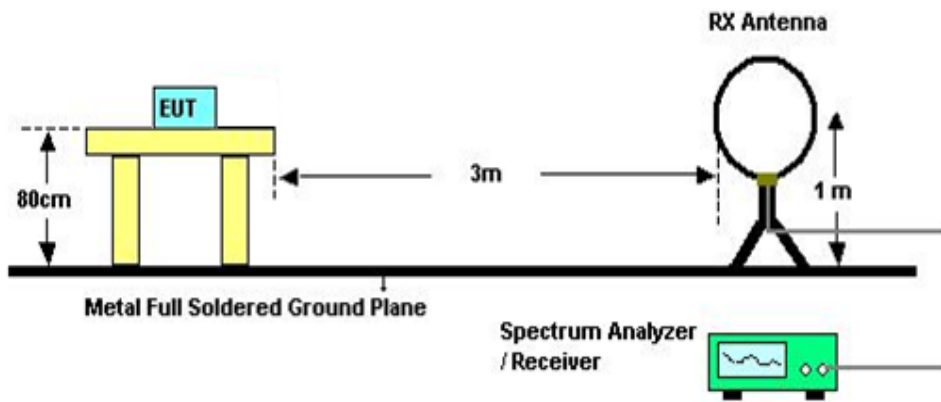 RX Antenna
EUT
3m
80cm
1 m
Metal Full Soldered Ground Plane
Spectrum Analyzer
/ Receiver